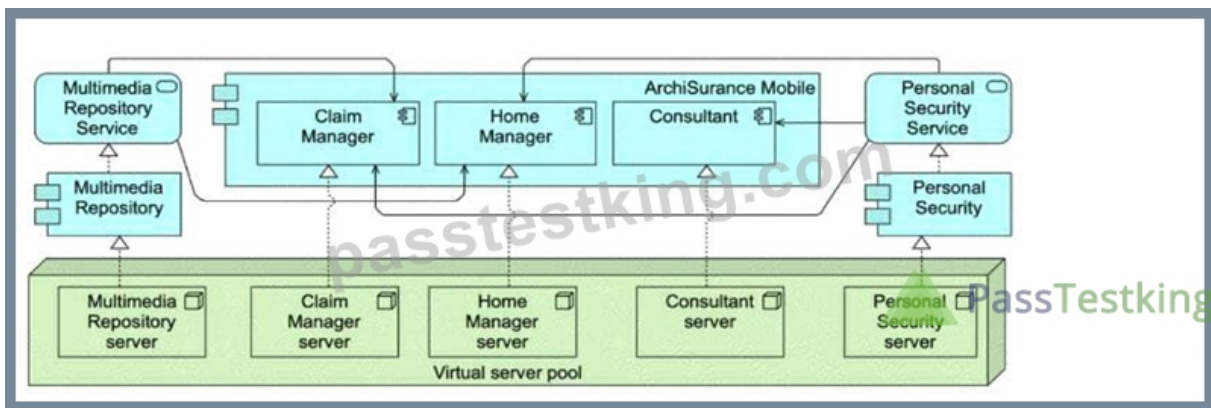 Multimedia
Repository
Service
Claim
Manager
Home
Manager
Consultant
ArchiSurance Mobile
Personal
Security
Service
Multimedia
Repository
Personal
Security
passtestking.com
Multimedia
Repository
server
Claim
Manager
server
Home
Manager
server
Consultant
server
Personal
Security
server
PassTestking
Virtual server pool